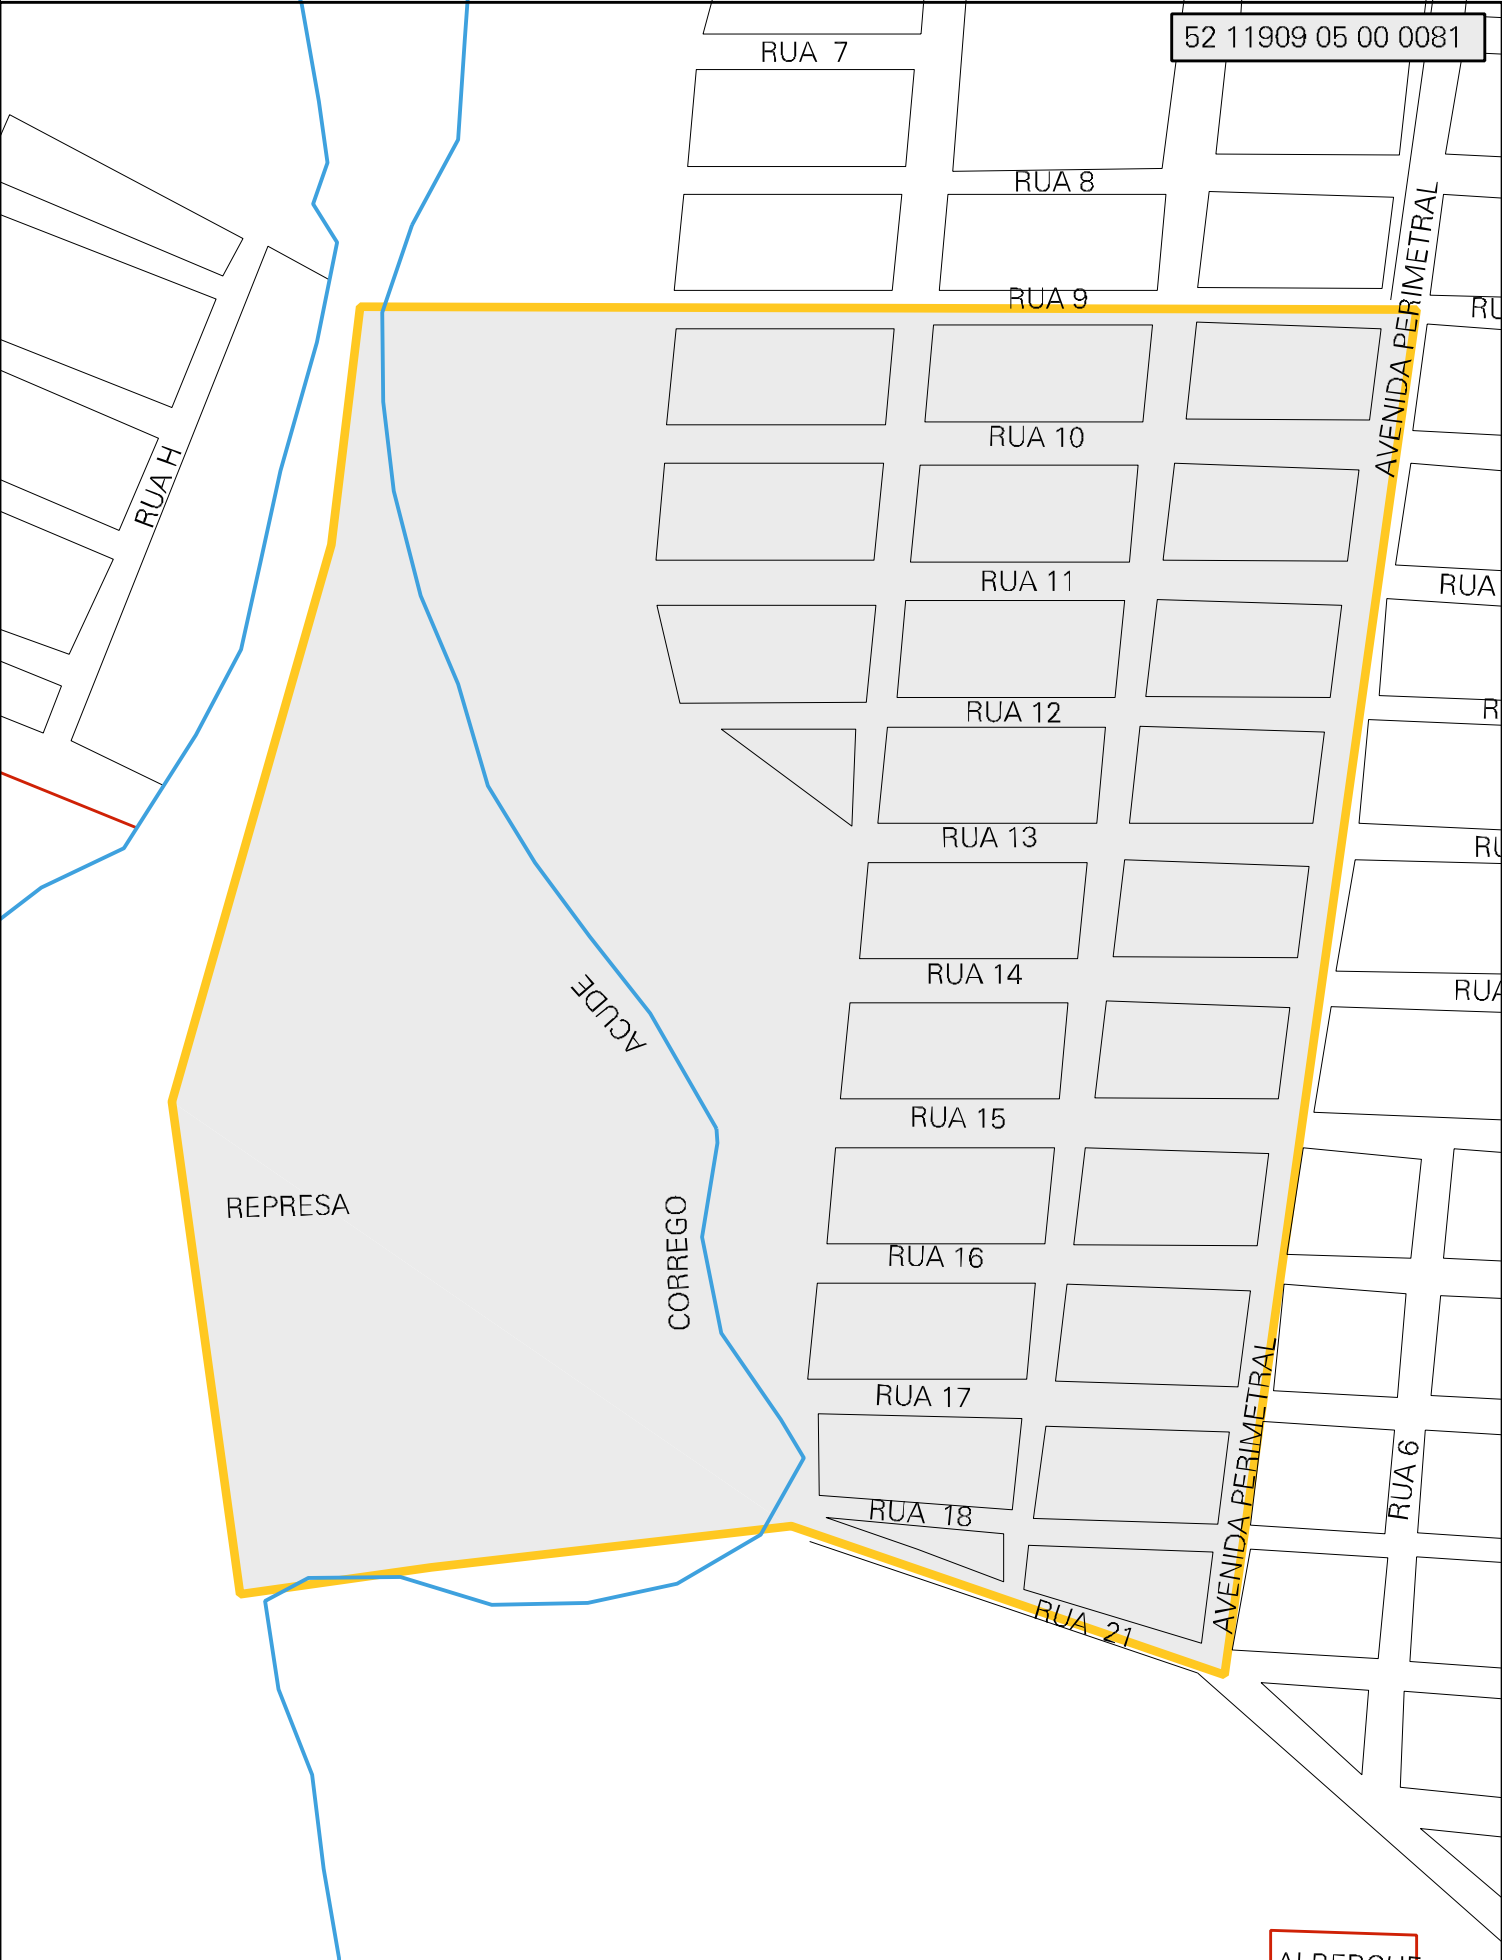 52 11909 05 00 0081
RUA 7
RUA 8
AVENIDA PERIMETRAL
RUA 9
RUA 10
RUA H
RUA 11
RUA
RUA 12
RUA 13
RUA 14
ACUDE
RUA 15
REPRESA
CORREGO
RUA 16
RUA 17
AVENIDA PERIMETRAL
RUA 6
RUA 18
RUA 21